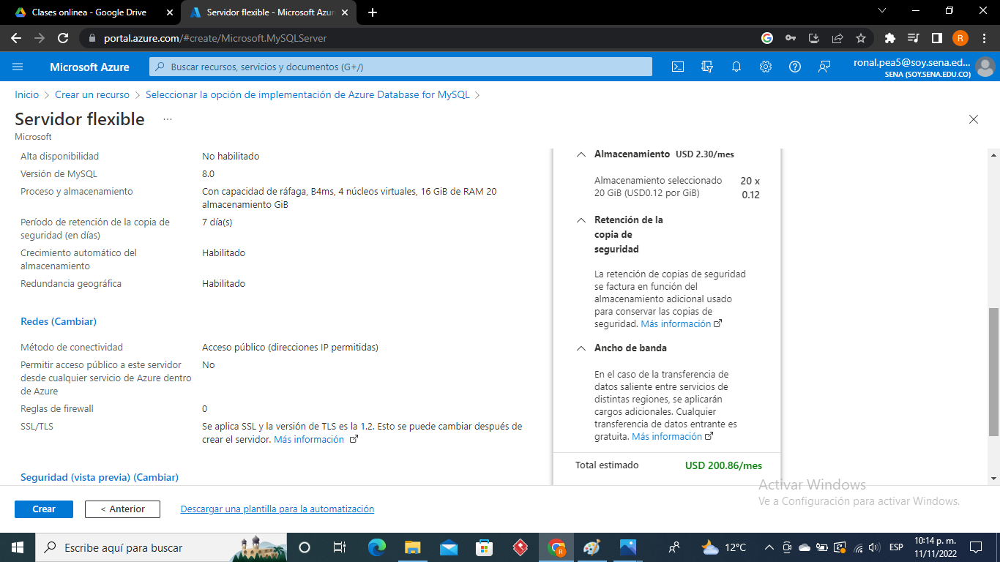 Clases onlinea - Google Drive
Servidor flexible - Microsoft Azur
portal.azure.com/#create/Microsoft.MySQLServer
R
Microsoft Azure
Buscar recursos, servicios y documentos (G+/)
ronal.pea5@soy.sena.ed...
SENA (SOY.SENA.EDU.CO)
Inicio > Crear un recurso > Seleccionar la opción de implementación de Azure Database for MySQL >
Servidor flexible ...
Microsoft
Alta disponibilidad No habilitado
Versión de MySQL 8.0
Proceso y almacenamiento Con capacidad de ráfaga, B4ms, 4 núcleos virtuales, 16 GiB de RAM 20
almacenamiento GiB
Período de retención de la copia de 7 día(s)
seguridad (en días)
Crecimiento automático del Habilitado
almacenamiento
Redundancia geográfica Habilitado
Redes (Cambiar)
Método de conectividad Acceso público (direcciones IP permitidas)
Permitir acceso público a este servidor No
desde cualquier servicio de Azure dentro
de Azure
Reglas de firewall 0
SSL/TLS Se aplica SSL y la versión de TLS es la 1.2. Esto se puede cambiar después de
crear el servidor. Más información
Seguridad (vista previa) (Cambiar)
Almacenamiento USD 2.30/mes
Almacenamiento seleccionado 20 x
20 GiB (USD0.12 por GiB) 0.12
Retención de la
copia de
seguridad
La retención de copias de seguridad
se factura en función del
almacenamiento adicional usado
para conservar las copias de
seguridad. Más información
Ancho de banda
En el caso de la transferencia de
datos saliente entre servicios de
distintas regiones, se aplicarán
cargos adicionales. Cualquier
transferencia de datos entrante es
gratuita. Más información
Total estimado USD 200.86/mes
Activar Windows
Ve a Configuración para activar Windows.
Crear
< Anterior
Descargar una plantilla para la automatización
Escribe aquí para buscar
R
12°C
ESP
10:14 p. m.
11/11/2022